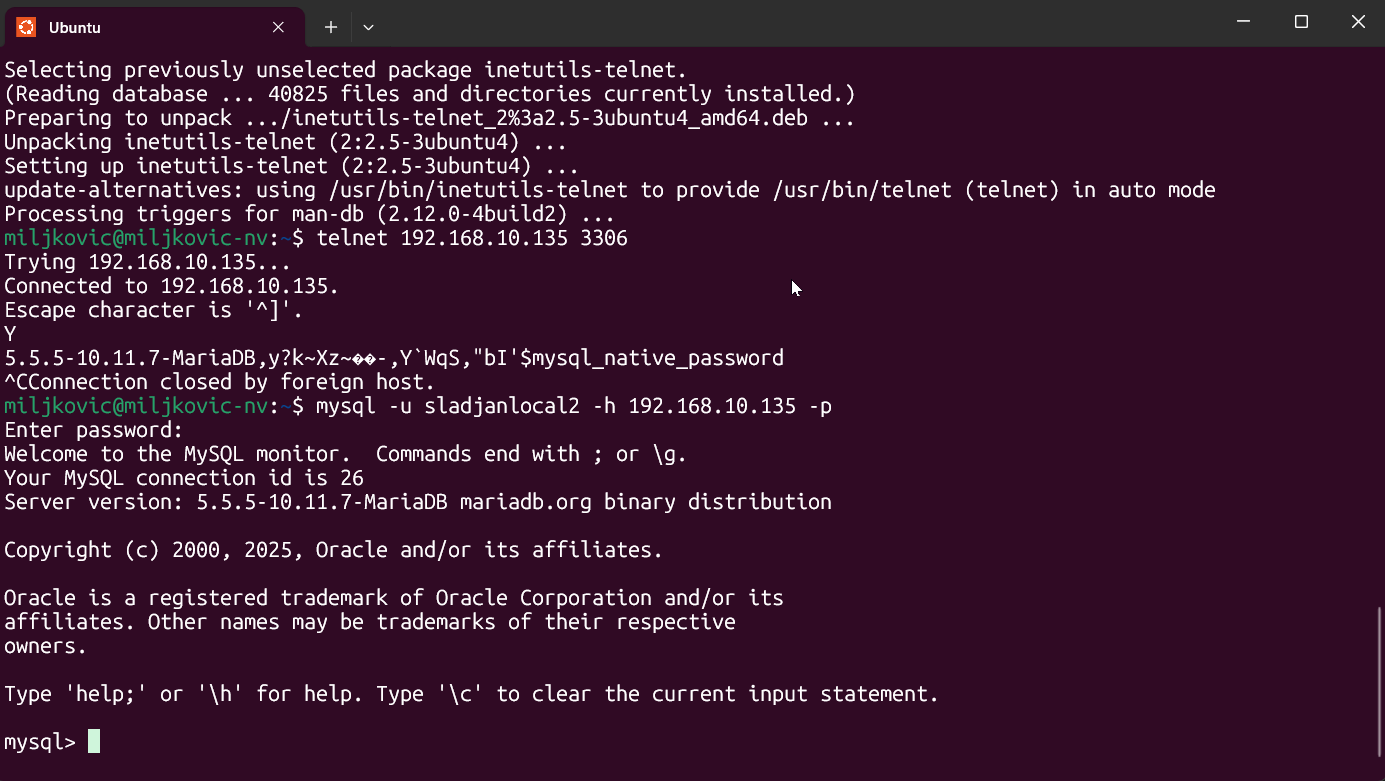 Ubuntu
Selecting previously unselected package inetutils-telnet.
(Reading database ... 40825 files and directories currently installed.)
Preparing to unpack .../inetutils-telnet_2%3a2.5-3ubuntu4_amd64.deb ...
Unpacking inetutils-telnet (2:2.5-3ubuntu4) ...
Setting up inetutils-telnet (2:2.5-3ubuntu4) ...
update-alternatives: using /usr/bin/inetutils-telnet to provide /usr/bin/telnet (telnet) in auto mode
Processing triggers for man-db (2.12.0-4build2) ...
miljkovic@miljkovic-nv:~$ telnet 192.168.10.135 3306
Trying 192.168.10.135...
Connected to 192.168.10.135.
Escape character is '^]'.
Y
5.5.5-10.11.7-MariaDB,y?k~Xz~��-,Y`WqS,"bI'$mysql_native_password
^CConnection closed by foreign host.
miljkovic@miljkovic-nv:~$ mysql -u sladjanlocal2 -h 192.168.10.135 -p
Enter password:
Welcome to the MySQL monitor.  Commands end with ; or \g.
Your MySQL connection id is 26
Server version: 5.5.5-10.11.7-MariaDB mariadb.org binary distribution
Copyright (c) 2000, 2025, Oracle and/or its affiliates.
Oracle is a registered trademark of Oracle Corporation and/or its
affiliates. Other names may be trademarks of their respective
owners.
Type 'help;' or '\h' for help. Type '\c' to clear the current input statement.
mysql>